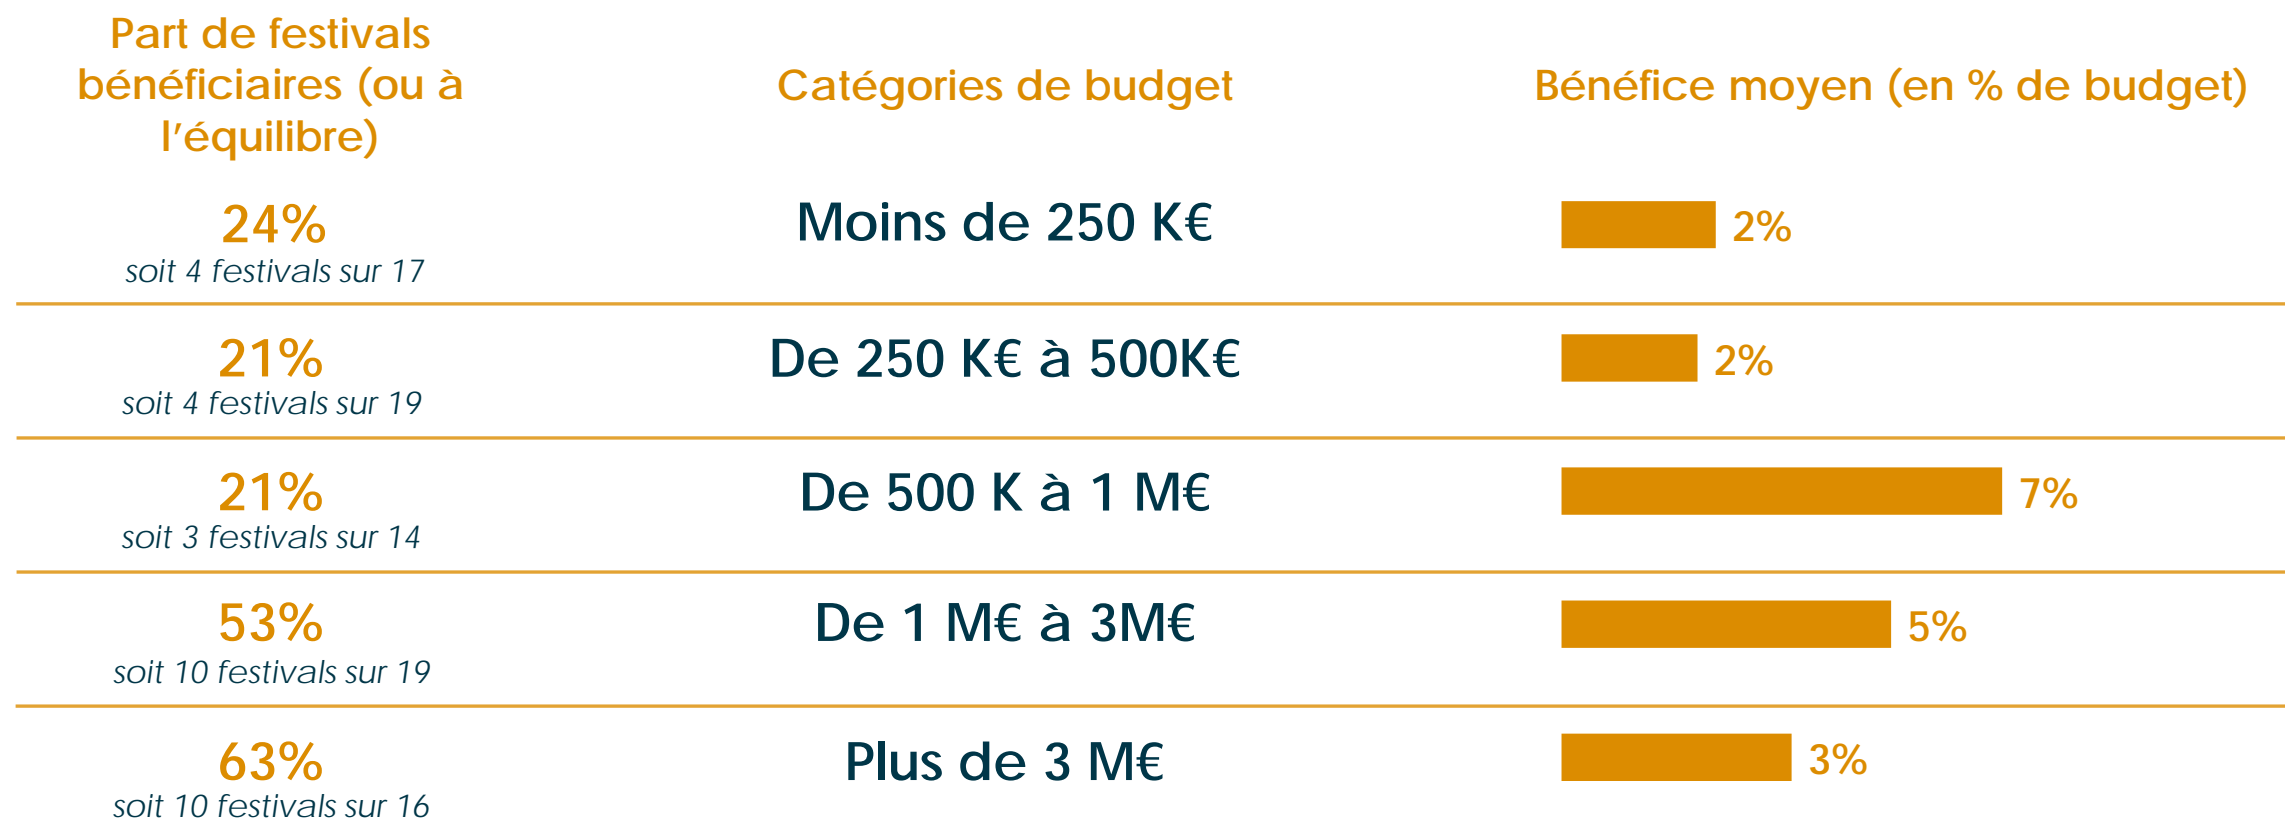 Part de festivals
bénéficiaires (ou à
l’équilibre)
Catégories de budget
Bénéfice moyen (en % de budget)
24%
soit 4 festivals sur 17
Moins de 250 K€
2%
21%
soit 4 festivals sur 19
De 250 K€ à 500K€
2%
21%
soit 3 festivals sur 14
De 500 K à 1 M€
7%
53%
soit 10 festivals sur 19
De 1 M€ à 3M€
5%
63%
soit 10 festivals sur 16
Plus de 3 M€
3%